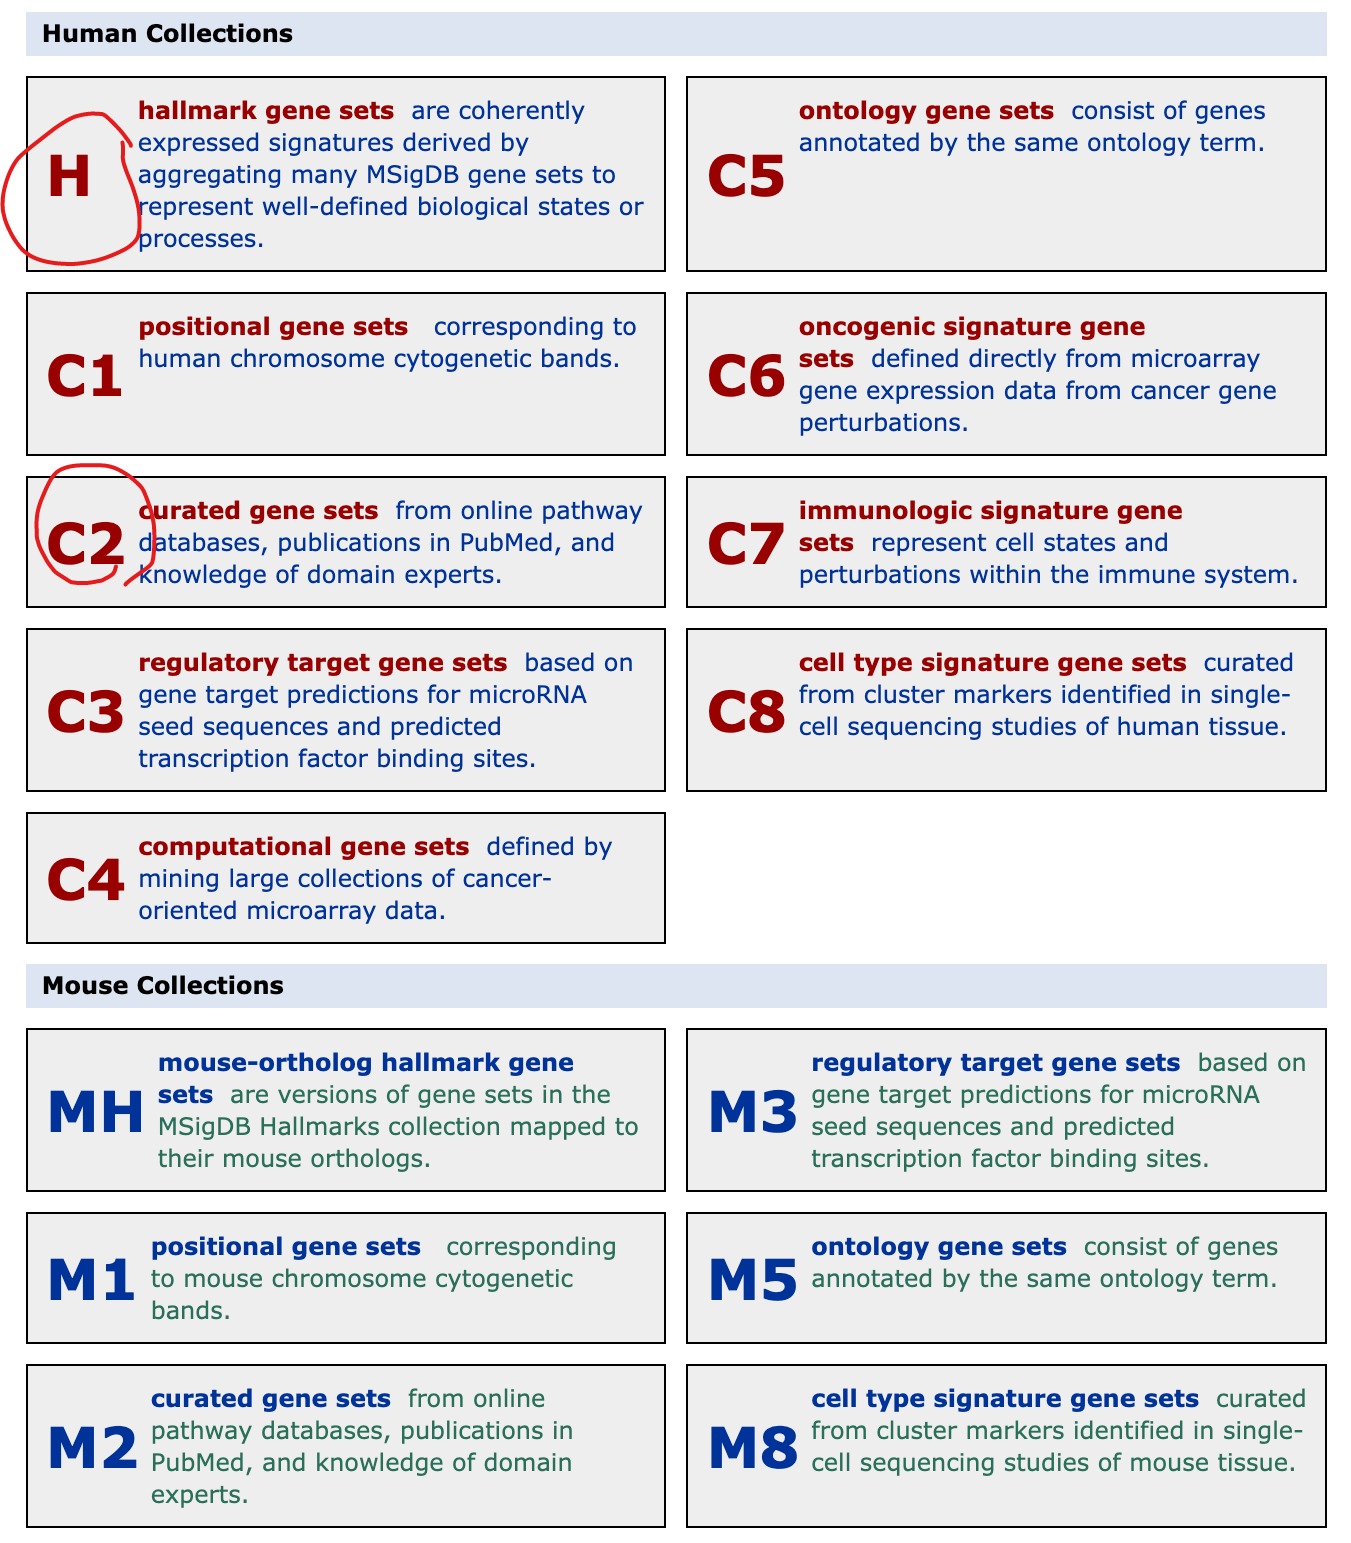 Human Collections
H
hallmark gene sets are coherently
expressed signatures derived by
aggregating many MSigDB gene sets to
represent well-defined biological states or
processes.
C5
ontology gene sets consist of genes
annotated by the same ontology term.
C1
positional gene sets corresponding to
human chromosome cytogenetic bands.
C6
oncogenic signature gene
sets defined directly from microarray
gene expression data from cancer gene
perturbations.
C2
curated gene sets from online pathway
databases, publications in PubMed, and
knowledge of domain experts.
C7
immunologic signature gene
sets represent cell states and
perturbations within the immune system.
C3
regulatory target gene sets based on
gene target predictions for microRNA
seed sequences and predicted
transcription factor binding sites.
C8
cell type signature gene sets curated
from cluster markers identified in single-
cell sequencing studies of human tissue.
C4
computational gene sets defined by
mining large collections of cancer-
oriented microarray data.
Mouse Collections
MH
mouse-ortholog hallmark gene
sets are versions of gene sets in the
MSigDB Hallmarks collection mapped to
their mouse orthologs.
M3
regulatory target gene sets based on
gene target predictions for microRNA
seed sequences and predicted
transcription factor binding sites.
M1
positional gene sets corresponding
to mouse chromosome cytogenetic
bands.
M5
ontology gene sets consist of genes
annotated by the same ontology term.
M2
curated gene sets from online
pathway databases, publications in
PubMed, and knowledge of domain
experts.
M8
cell type signature gene sets curated
from cluster markers identified in single-
cell sequencing studies of mouse tissue.